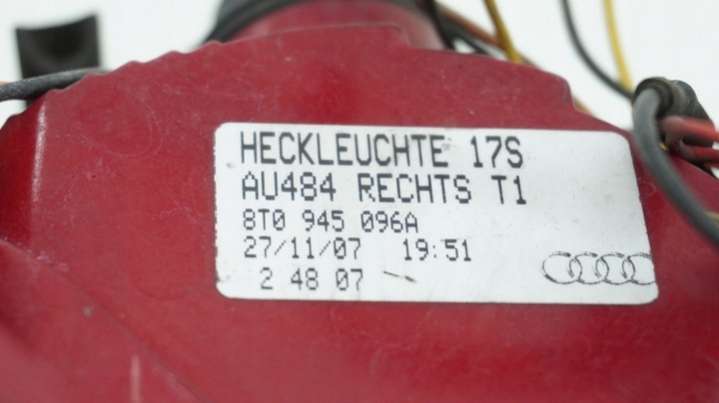 HECKLEUCHTE 17S
AU484 RECHTS T1
8T0 945 096A
27/11/07 19:51
2 48 07